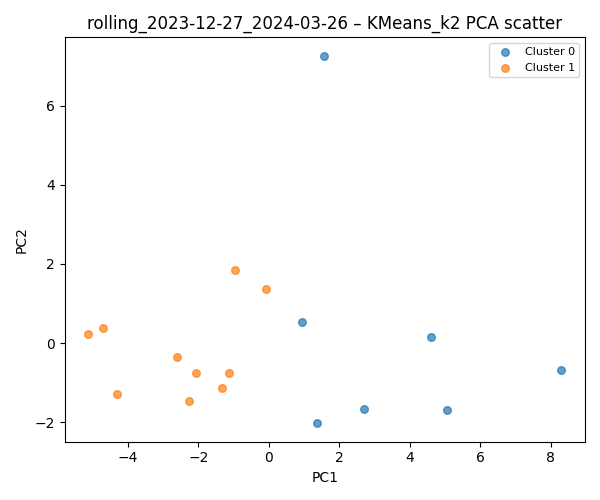 rolling_2023-12-27_2024-03-26 – KMeans_k2 PCA scatter
Cluster 0
Cluster 1
PC2
6
4
2
0
−2
−4 −2 0 2 4 6 8
PC1